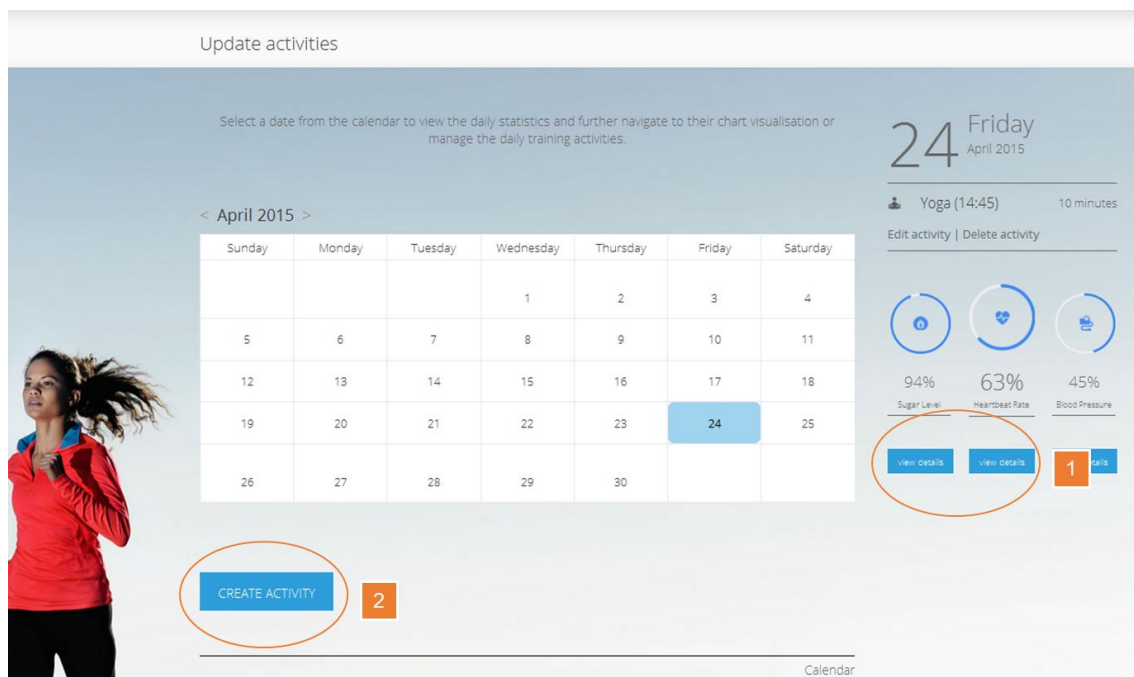 Update activities
Select a date from the calendar to view the daily statistics and further navigate to their chart visualisation or
manage the daily training activities.
< April 2015 >
Sunday Monday Tuesday Wednesday Thursday Friday Saturday
1 2 3 4
5 6 7 8 9 10 11
12 13 14 15 16 17 18
19 20 21 22 23 24 25
26 27 28 29 30
CREATE ACTIVITY
2
Calendar
24 Friday
April 2015
Yoga (14:45) 10 minutes
Edit activity | Delete activity
94% 63% 45%
Sugar Level Heartbeat Rate Blood Pressure
view details view details
1